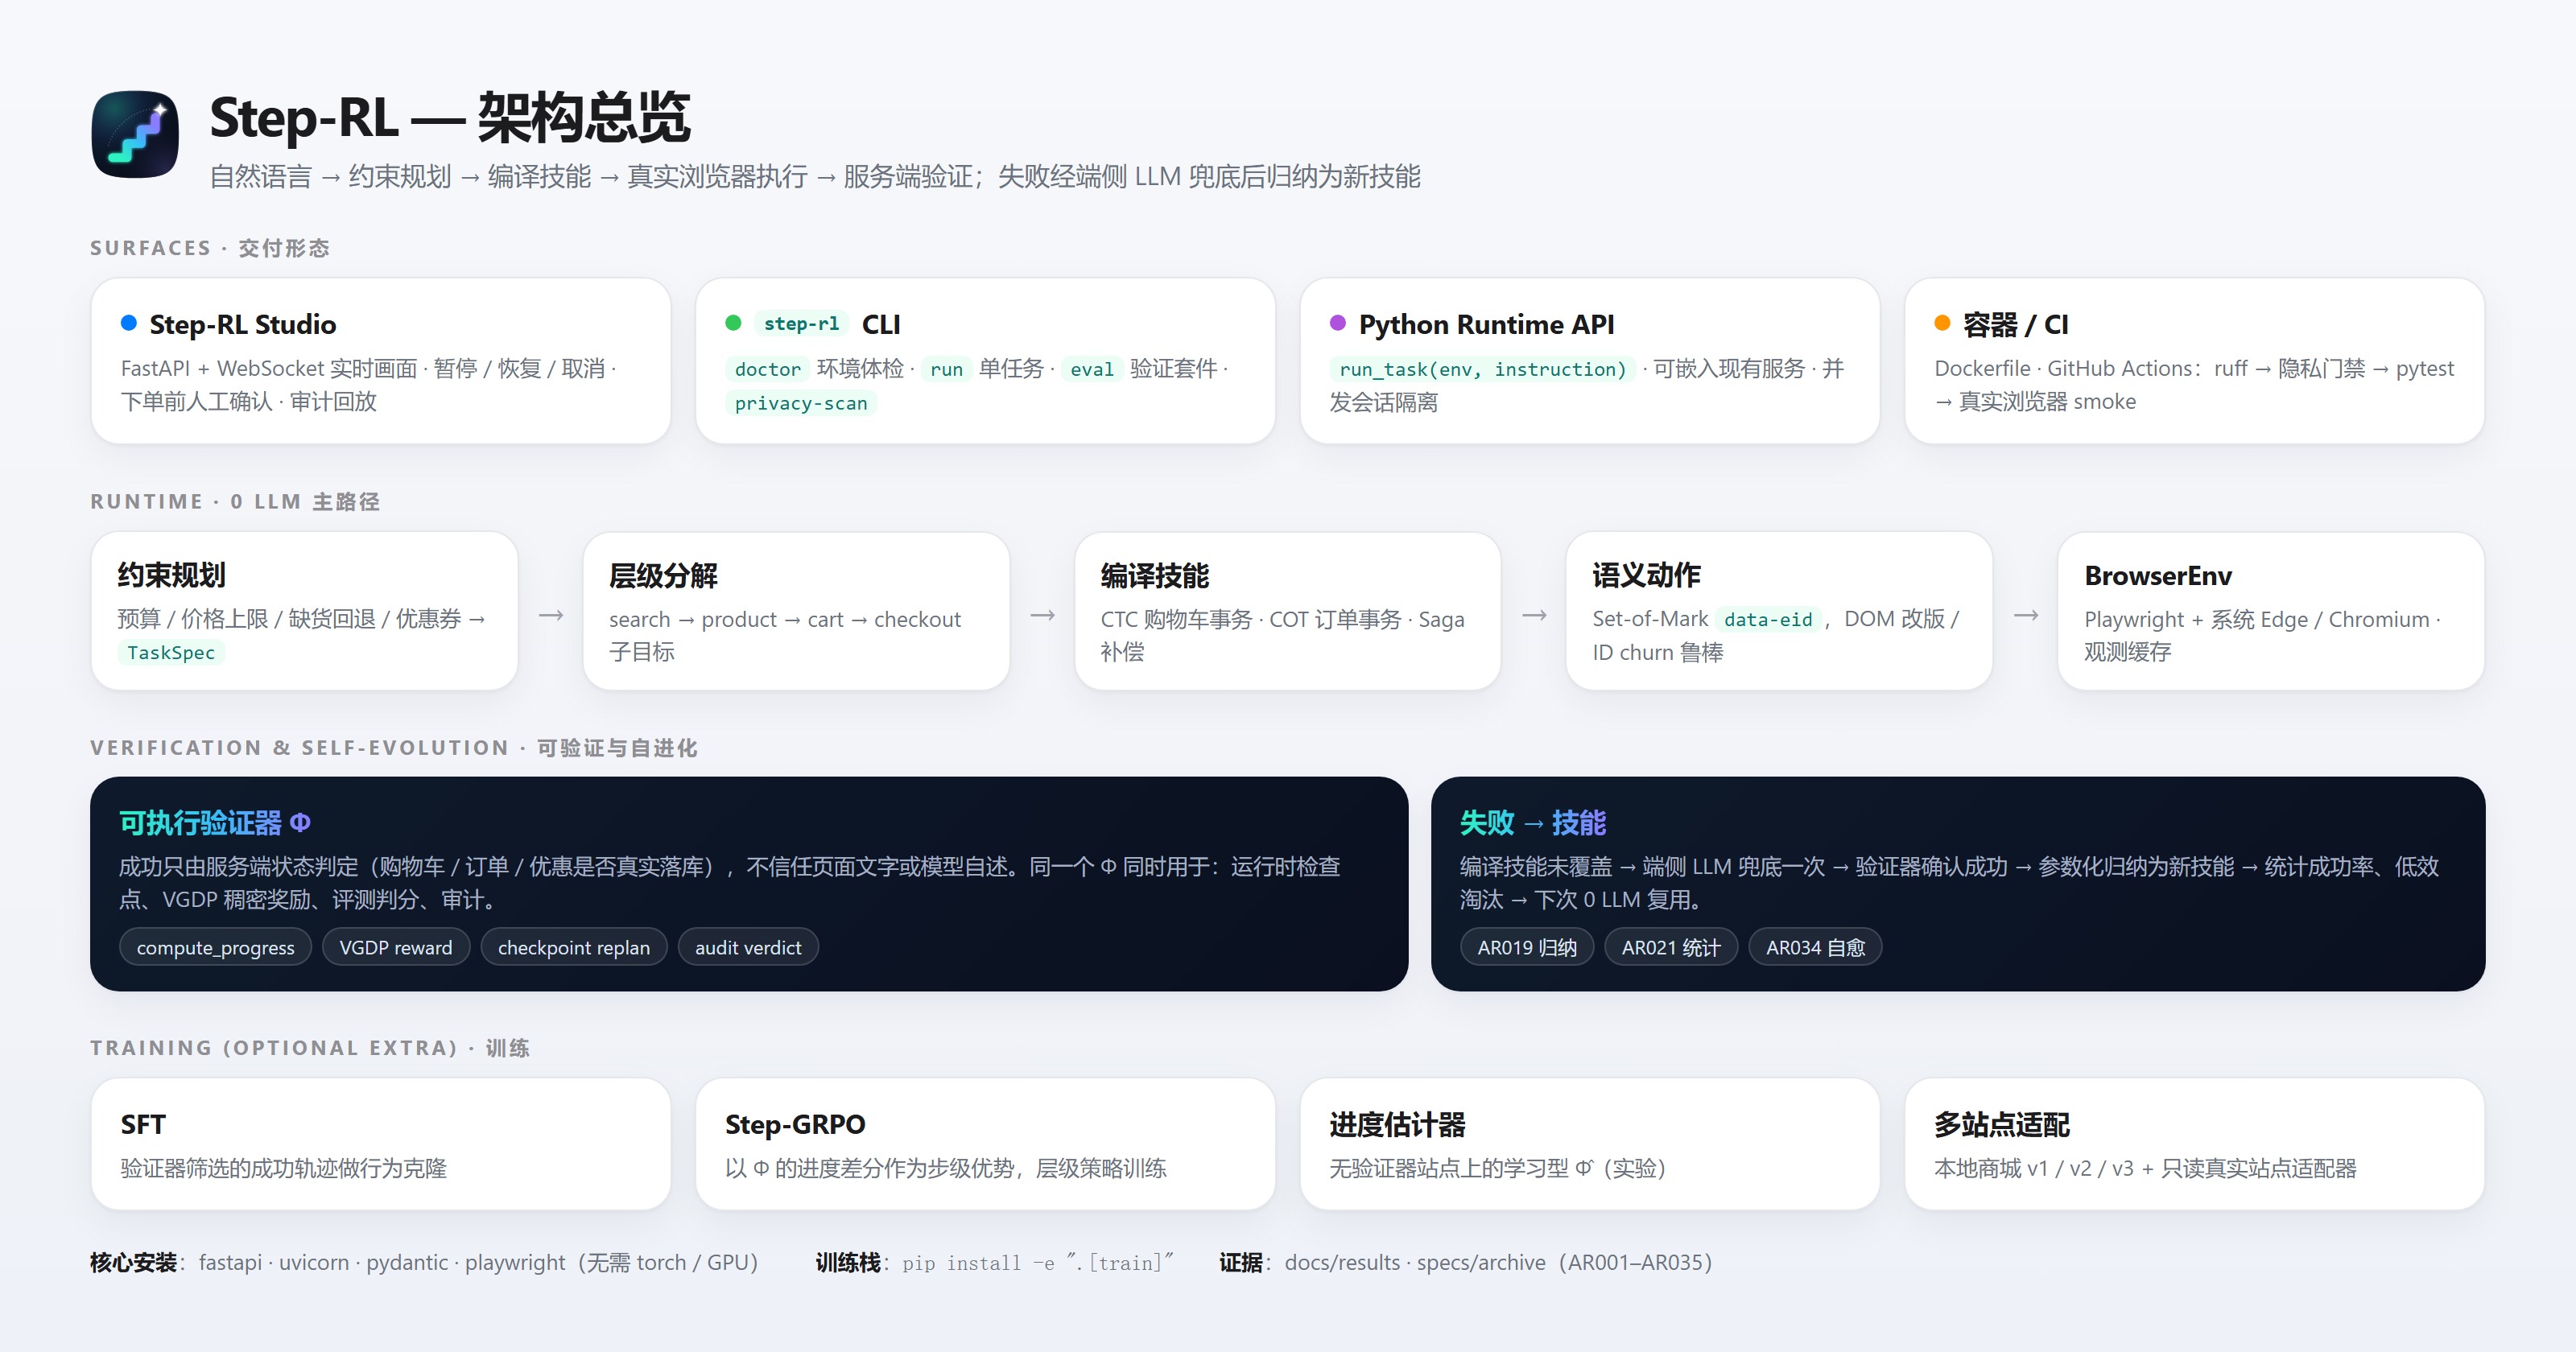 Step-RL — 架构总览
自然语言 → 约束规划 → 编译技能 → 真实浏览器执行 → 服务端验证；失败经端侧 LLM 兜底后归纳为新技能
SURFACES · 交付形态
Step-RL Studio
FastAPI + WebSocket 实时画面 · 暂停 / 恢复 / 取消 ·
下单前人工确认 · 审计回放
step-rl CLI
doctor 环境体检 · run 单任务 · eval 验证套件 ·
privacy-scan
Python Runtime API
run_task(env, instruction) · 可嵌入现有服务 · 并
发会话隔离
容器 / CI
Dockerfile · GitHub Actions：ruff → 隐私门禁 → pytest
→ 真实浏览器 smoke
RUNTIME · 0 LLM 主路径
约束规划
预算 / 价格上限 / 缺货回退 / 优惠券 →
TaskSpec
→
层级分解
search → product → cart → checkout
子目标
→
编译技能
CTC 购物车事务 · COT 订单事务 · Saga
补偿
→
语义动作
Set-of-Mark data-eid，DOM 改版 /
ID churn 鲁棒
→
BrowserEnv
Playwright + 系统 Edge / Chromium ·
观测缓存
VERIFICATION & SELF-EVOLUTION · 可验证与自进化
可执行验证器 Φ
成功只由服务端状态判定（购物车 / 订单 / 优惠是否真实落库），不信任页面文字或模型自述。同一个 Φ 同时用于：运行时检查
点、VGDP 稠密奖励、评测判分、审计。
compute_progress VGDP reward checkpoint replan audit verdict
失败 → 技能
编译技能未覆盖 → 端侧 LLM 兜底一次 → 验证器确认成功 → 参数化归纳为新技能 → 统计成功率、低效
淘汰 → 下次 0 LLM 复用。
AR019 归纳 AR021 统计 AR034 自愈
TRAINING (OPTIONAL EXTRA) · 训练
SFT
验证器筛选的成功轨迹做行为克隆
Step-GRPO
以 Φ 的进度差分作为步级优势，层级策略训练
进度估计器
无验证器站点上的学习型 Φ̂（实验）
多站点适配
本地商城 v1 / v2 / v3 + 只读真实站点适配器
核心安装：fastapi · uvicorn · pydantic · playwright（无需 torch / GPU） 训练栈：pip install -e ".[train]" 证据：docs/results · specs/archive（AR001–AR035）